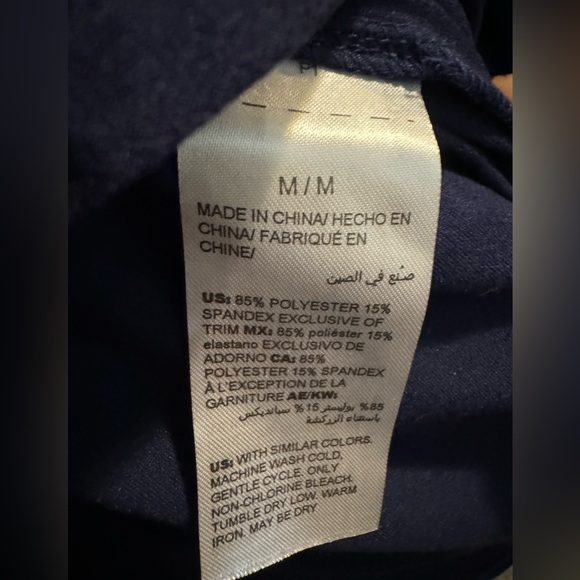 M / M
MADE IN CHINA/ HECHO EN
CHINA/ FABRIQUÉ EN
CHINE/
صنع في الصين
US: 85% POLYESTER 15%
SPANDEX EXCLUSIVE OF
TRIM MX: 85% poliéster 15%
elastano EXCLUSIVO DE
ADORNO CA: 85%
POLYESTER 15% SPANDEX
À L'EXCEPTION DE LA
GARNITURE AE/KW:
85% بوليستر 15% سبانديكس
باستثناء الزركشة
US: WITH SIMILAR COLORS.
MACHINE WASH COLD,
GENTLE CYCLE. ONLY
NON-CHLORINE BLEACH.
TUMBLE DRY LOW. WARM
IRON. MAY BE DRY